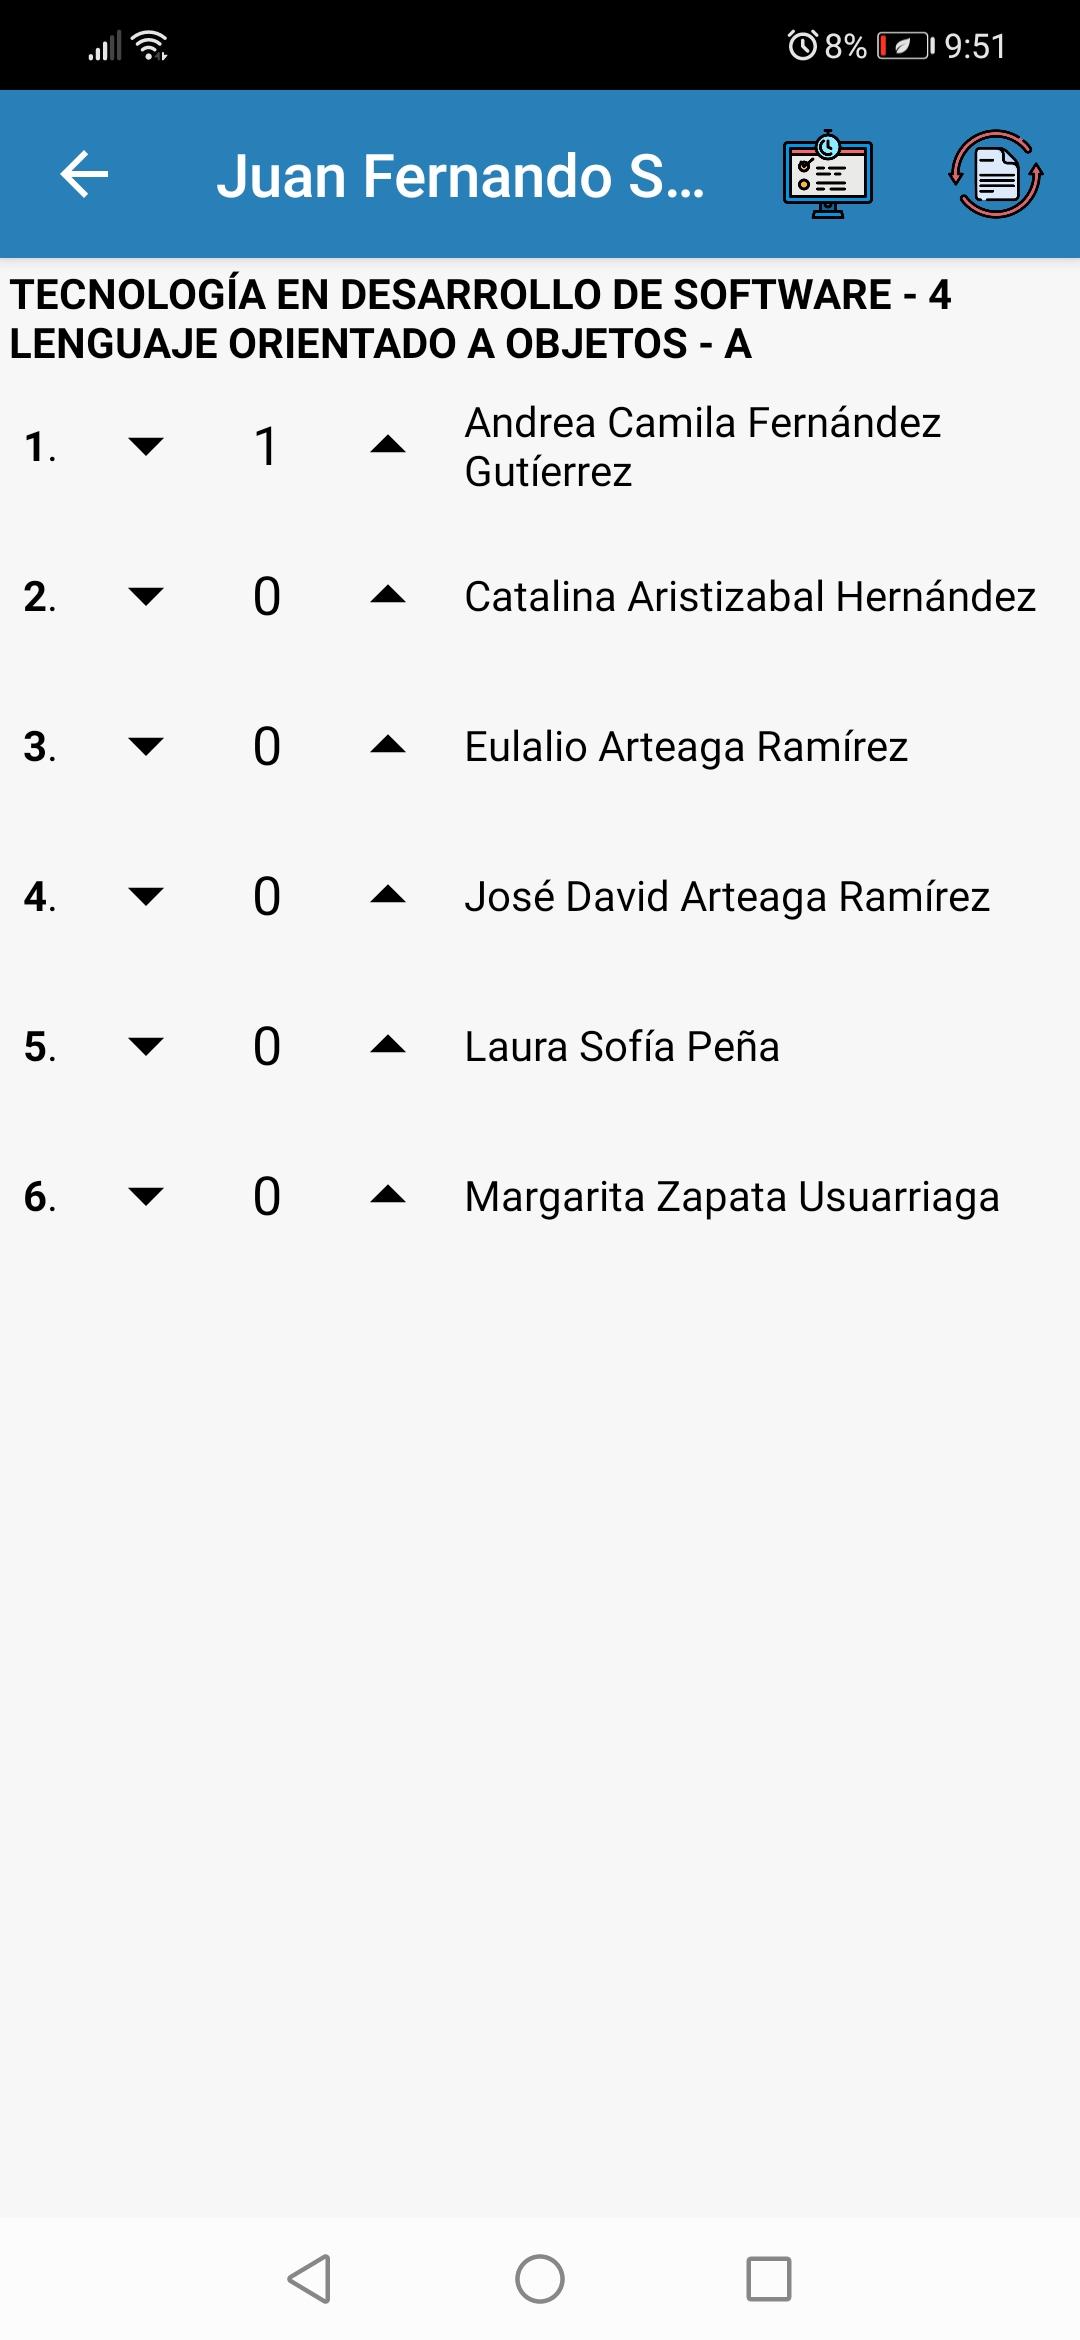 8% 9:51
Juan Fernando S...
TECNOLOGÍA EN DESARROLLO DE SOFTWARE - 4
LENGUAJE ORIENTADO A OBJETOS - A
1. 1 Andrea Camila Fernández
Gutíerrez
2. 0 Catalina Aristizabal Hernández
3. 0 Eulalio Arteaga Ramírez
4. 0 José David Arteaga Ramírez
5. 0 Laura Sofía Peña
6. 0 Margarita Zapata Usuarriaga